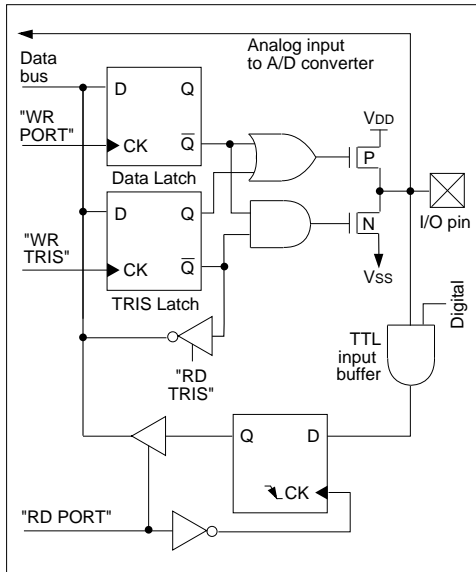 Analog input
to A/D converter
Data
bus
D Q
"WR
PORT"
CK Q
Data Latch
VDD
P
I/O pin
D Q
N
"WR
TRIS"
CK Q
TRIS Latch
VSS
Digital
TTL
input
buffer
"RD
TRIS"
Q D
CK
"RD PORT"